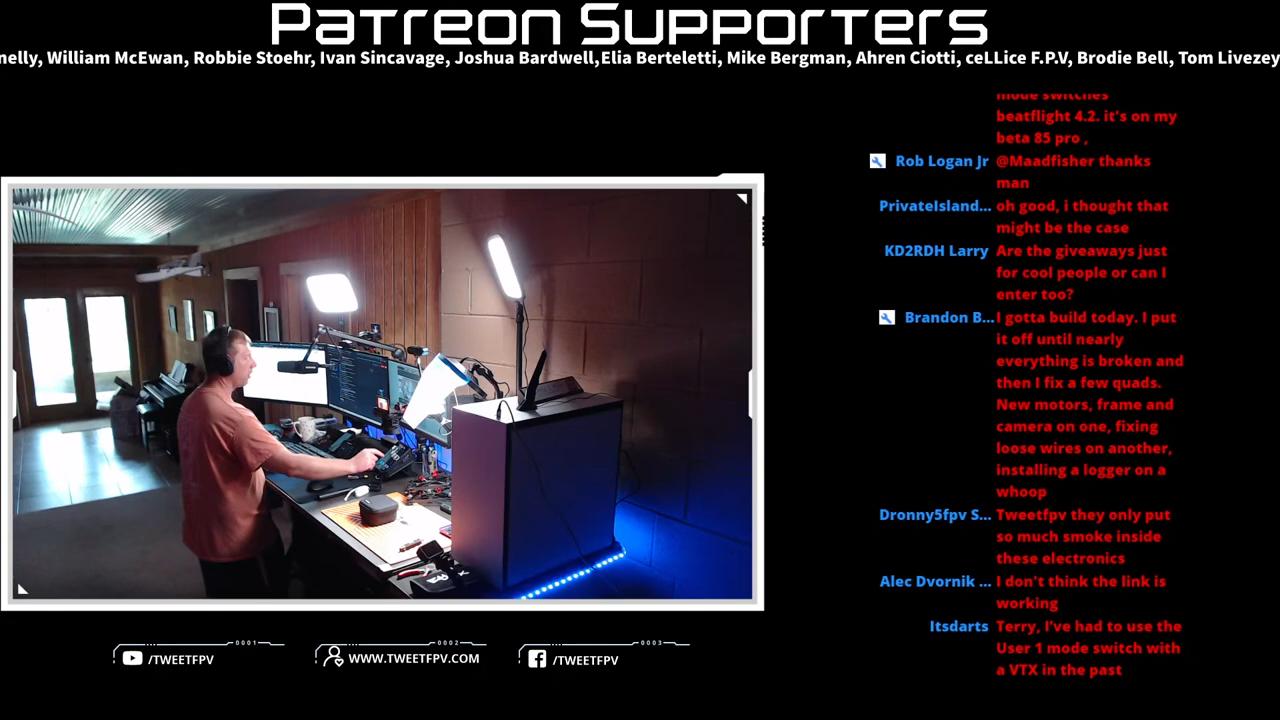 Patreon Supporters
nelly, William McEwan, Robbie Stoehr, Ivan Sincavage, Joshua Bardwell,Elia Berteletti, Mike Bergman, Ahren Ciotti, ceLLice F.P.V, Brodie Bell, Tom Livezey
mode switches
beatflight 4.2. it's on my
beta 85 pro ,
Rob Logan Jr @Maadfisher thanks
man
PrivateIsland... oh good, i thought that
might be the case
KD2RDH Larry Are the giveaways just
for cool people or can I
enter too?
Brandon B... I gotta build today. I put
it off until nearly
everything is broken and
then I fix a few quads.
New motors, frame and
camera on one, fixing
loose wires on another,
installing a logger on a
whoop
Dronny5fpv S... Tweetfpv they only put
so much smoke inside
these electronics
Alec Dvornik ... I don't think the link is
working
Itsdarts Terry, I've had to use the
User 1 mode switch with
a VTX in the past
0001
/TWEETFPV
0002
WWW.TWEETFPV.COM
0003
/TWEETFPV